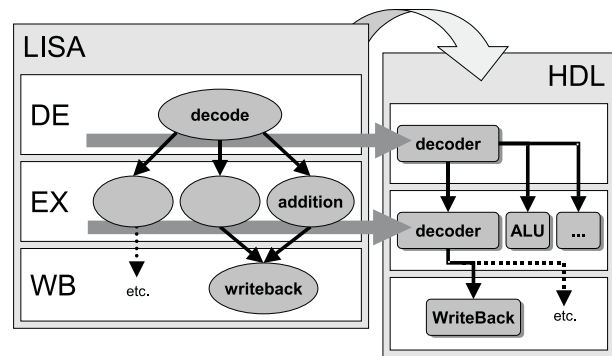 LISA
DE
decode
EX
addition
WB
etc.
writeback
HDL
decoder
decoder
ALU
...
WriteBack
etc.